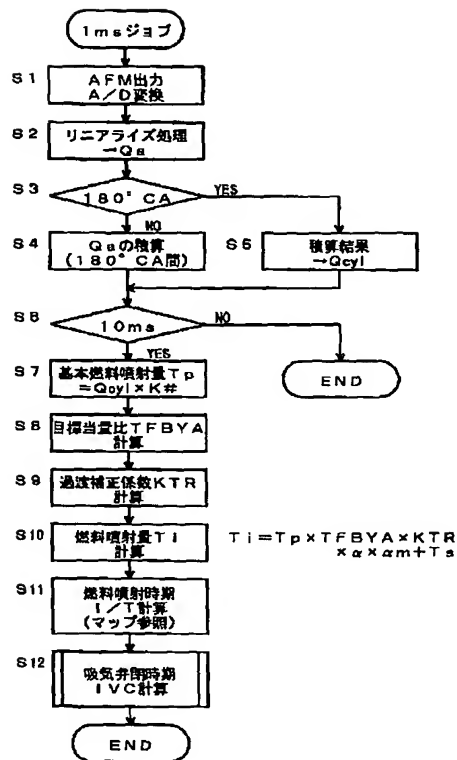 1msジョブ
S1
AFM出力
A/D変換
S2
リニアライズ処理
→Qa
S3
180°CA
YES
NO
S4
Qaの積算
(180°CA間)
S5
積算結果
→Qcyl
S6
10ms
NO
YES
S7
基本燃料噴射量Tp
=Qcyl×K#
END
S8
目標当量比TFBYA
計算
S9
過渡補正係数KTR
計算
S10
燃料噴射量Ti
計算
Ti=Tp×TFBYA×KTR
×α×αm+Ts
S11
燃料噴射時期
I/T計算
(マップ参照)
S12
吸気弁閉時期
IVC計算
END